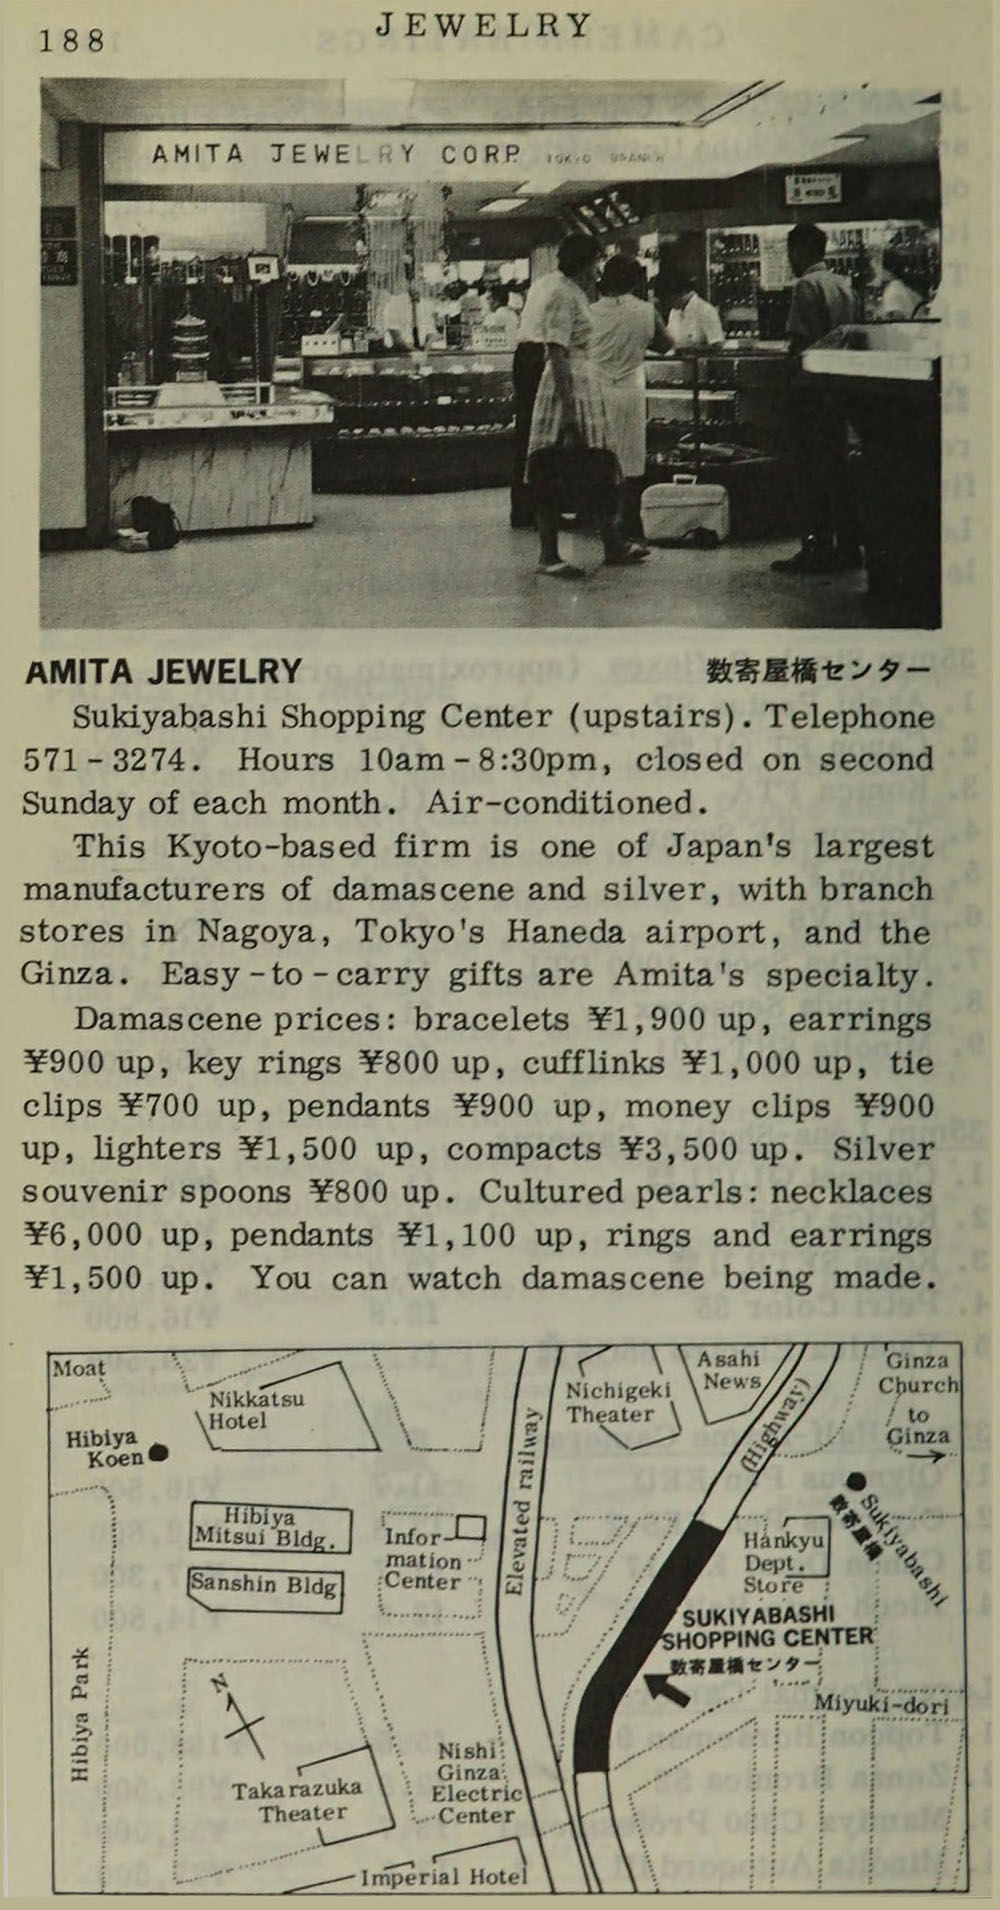 188
JEWELRY
AMITA JEWELRY CORP. TOKYO BRANCH
AMITA JEWELRY
数寄屋橋センター
Sukiyabashi Shopping Center (upstairs). Telephone
571-3274. Hours 10am-8:30pm, closed on second
Sunday of each month. Air-conditioned.
This Kyoto-based firm is one of Japan's largest
manufacturers of damascene and silver, with branch
stores in Nagoya, Tokyo's Haneda airport, and the
Ginza. Easy-to-carry gifts are Amita's specialty.
Damascene prices: bracelets ¥1,900 up, earrings
¥900 up, key rings ¥800 up, cufflinks ¥1,000 up, tie
clips ¥700 up, pendants ¥900 up, money clips ¥900
up, lighters ¥1,500 up, compacts ¥3,500 up. Silver
souvenir spoons ¥800 up. Cultured pearls: necklaces
¥6,000 up, pendants ¥1,100 up, rings and earrings
¥1,500 up. You can watch damascene being made.
Moat
Nikkatsu
Hotel
Hibiya
Koen
Hibiya
Mitsui Bldg.
Sanshin Bldg
Infor-
mation
Center
Elevated railway
Nichigeki
Theater
Asahi
News
(Highway)
Ginza
Church
to
Ginza
Sukiyabashi
数寄屋橋
Hankyu
Dept.
Store
SUKIYABASHI
SHOPPING CENTER
数寄屋橋センター
Miyuki-dori
Hibiya Park
N
Takarazuka
Theater
Nishi
Ginza
Electric
Center
Imperial Hotel